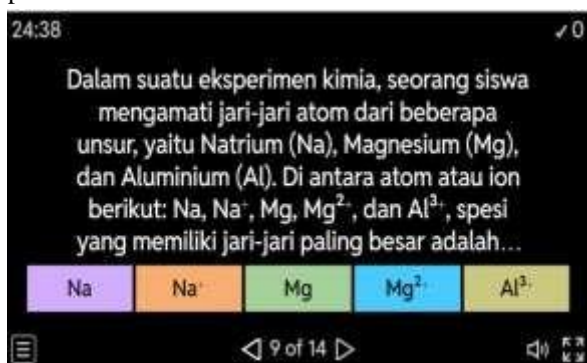 24:38
✓0
Dalam suatu eksperimen kimia, seorang siswa
mengamati jari-jari atom dari beberapa
unsur, yaitu Natrium (Na), Magnesium (Mg),
dan Aluminium (Al). Di antara atom atau ion
berikut: Na, Na⁺, Mg, Mg²⁺, dan Al³⁺, spesi
yang memiliki jari-jari paling besar adalah...
Na
Na⁺
Mg
Mg²⁺
Al³⁺
9 of 14